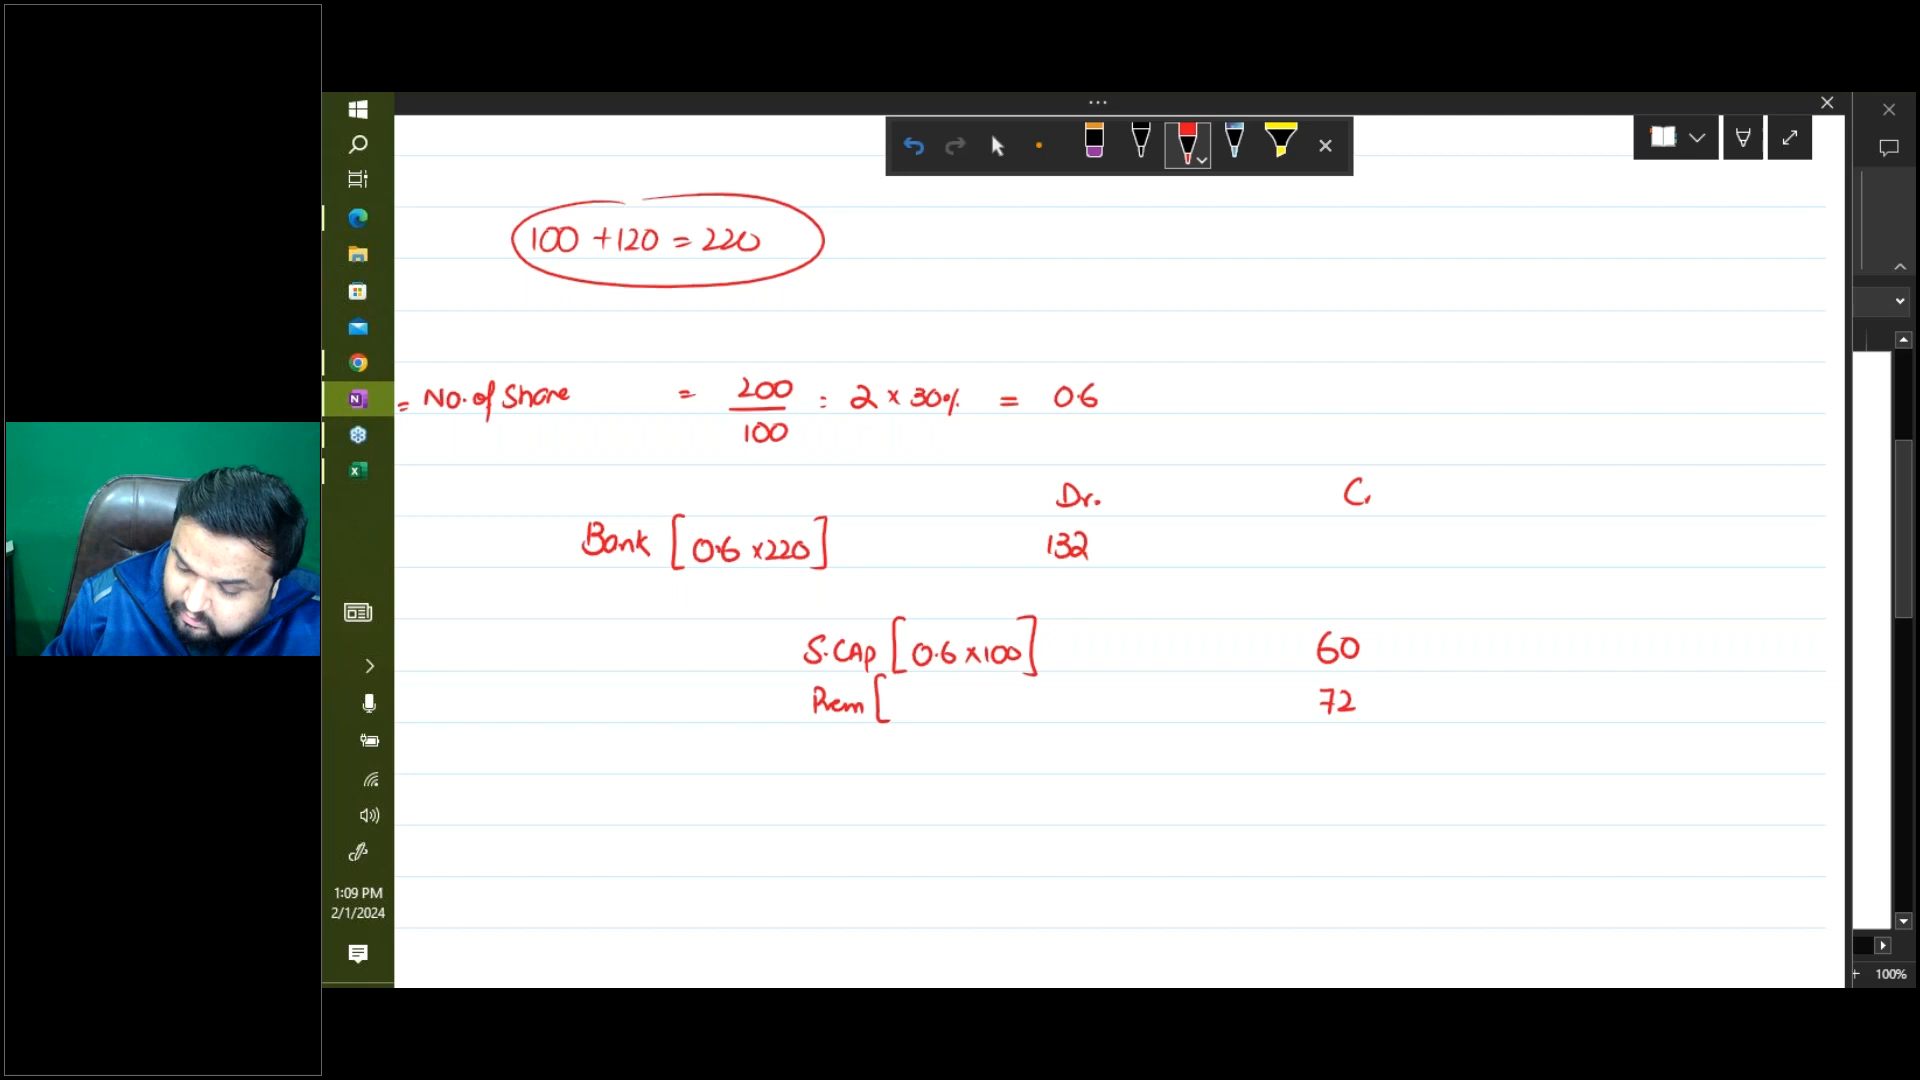 100 + 120 = 220
= No. of Share = 200 / 100 : 2 × 30% = 0.6
Dr. C.
Bank [0.6 × 220] 132
S.CAP [0.6 × 100] 60
Prem [ 72
1:09 PM
2/1/2024
100%